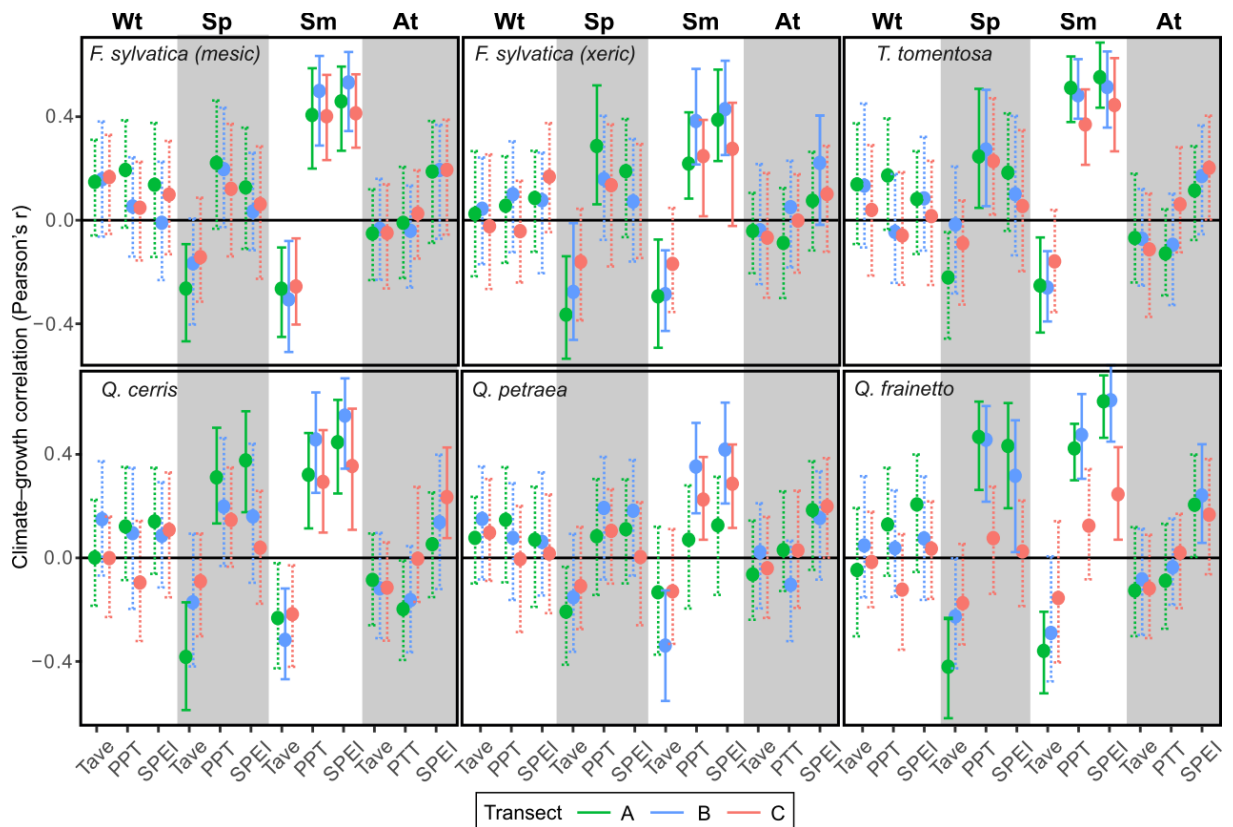 Wt Sp Sm At Wt Sp Sm At Wt Sp Sm At
F. sylvatica (mesic) F. sylvatica (xeric) T. tomentosa
0.4
0.0
−0.4
Q. cerris Q. petraea Q. frainetto
0.4
0.0
−0.4
Climate−growth correlation (Pearson's r)
Tave PPT SPEI Tave PPT SPEI Tave PPT SPEI Tave PTT SPEI Tave PPT SPEI Tave PPT SPEI Tave PPT SPEI Tave PTT SPEI Tave PPT SPEI Tave PPT SPEI Tave PPT SPEI Tave PTT SPEI
Transect A B C